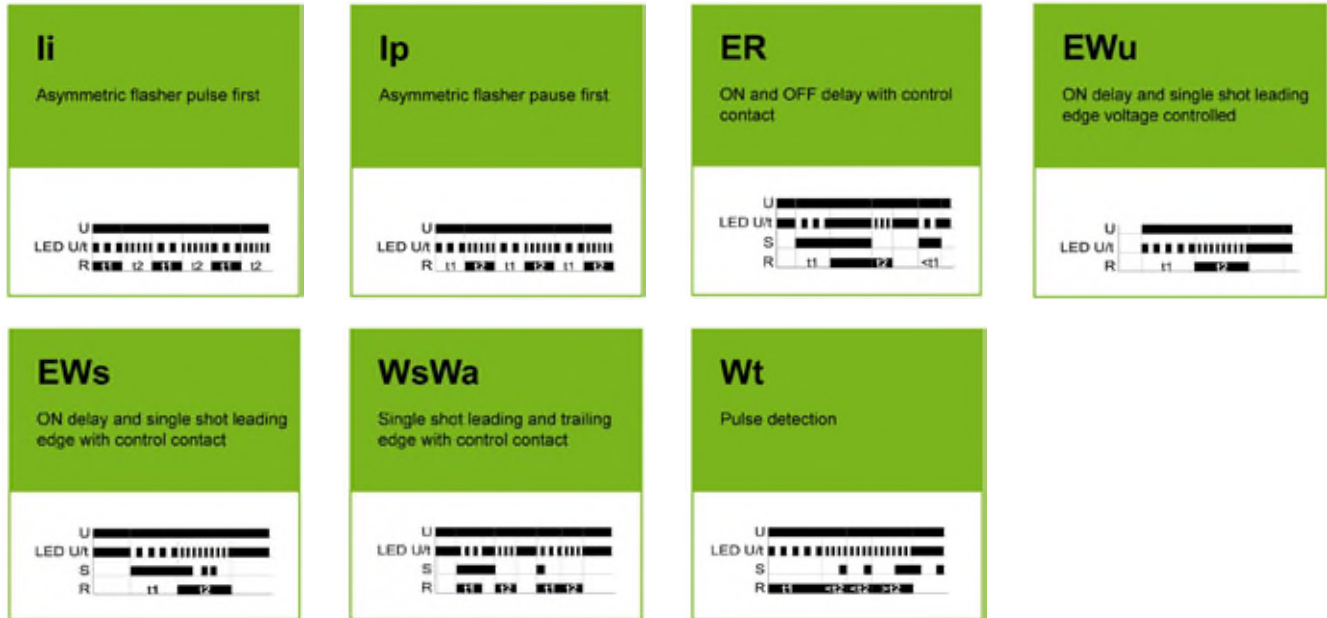 Ii
Asymmetric flasher pulse first
U
LED U/t
R t1 t2 t1 t2 t1 t2
Ip
Asymmetric flasher pause first
U
LED U/t
R t1 t2 t1 t2 t1 t2
ER
ON and OFF delay with control
contact
U
LED U/t
S
R t1 t2 <t1
EWu
ON delay and single shot leading
edge voltage controlled
U
LED U/t
R t1 t2
EWs
ON delay and single shot leading
edge with control contact
U
LED U/t
S
R t1 t2
WsWa
Single shot leading and trailing
edge with control contact
U
LED U/t
S
R t1 t2 t1 t2
Wt
Pulse detection
U
LED U/t
S
R t1 <t2 <t2 >t2